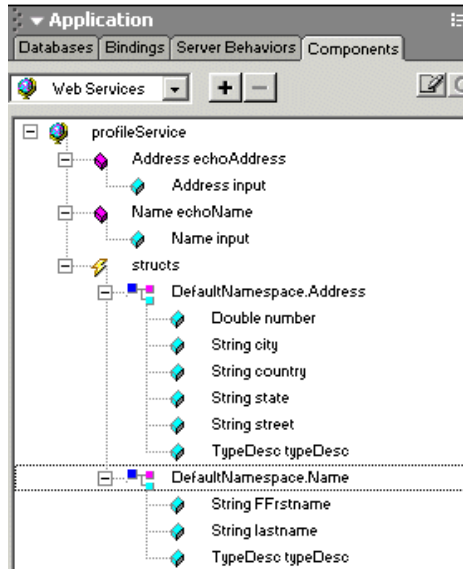 Application
Databases Bindings Server Behaviors Components
Web Services
profileService
Address echoAddress
Address input
Name echoName
Name input
structs
DefaultNamespace.Address
Double number
String city
String country
String state
String street
TypeDesc typeDesc
DefaultNamespace.Name
String FFrstname
String lastname
TypeDesc typeDesc